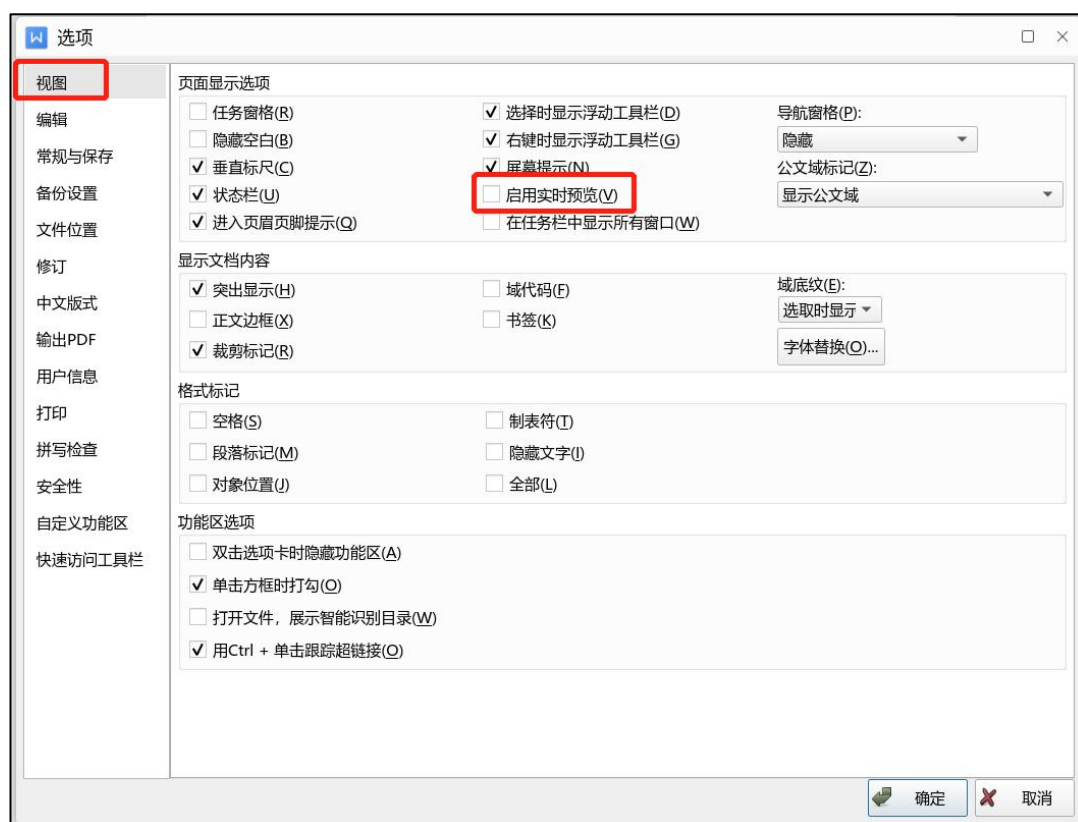 选项
视图
编辑
常规与保存
备份设置
文件位置
修订
中文版式
输出PDF
用户信息
打印
拼写检查
安全性
自定义功能区
快速访问工具栏
页面显示选项
任务窗格(R)
隐藏空白(B)
垂直标尺(C)
状态栏(U)
进入页眉页脚提示(Q)
选择时显示浮动工具栏(D)
右键时显示浮动工具栏(G)
屏幕提示(N)
启用实时预览(V)
在任务栏中显示所有窗口(W)
导航窗格(P):
隐藏
公文域标记(Z):
显示公文域
显示文档内容
突出显示(H)
正文边框(X)
裁剪标记(R)
域代码(F)
书签(K)
域底纹(E):
选取时显示
字体替换(O)...
格式标记
空格(S)
段落标记(M)
对象位置(J)
制表符(T)
隐藏文字(I)
全部(L)
功能区选项
双击选项卡时隐藏功能区(A)
单击方框时打勾(O)
打开文件，展示智能识别目录(W)
用Ctrl + 单击跟踪超链接(O)
确定
取消